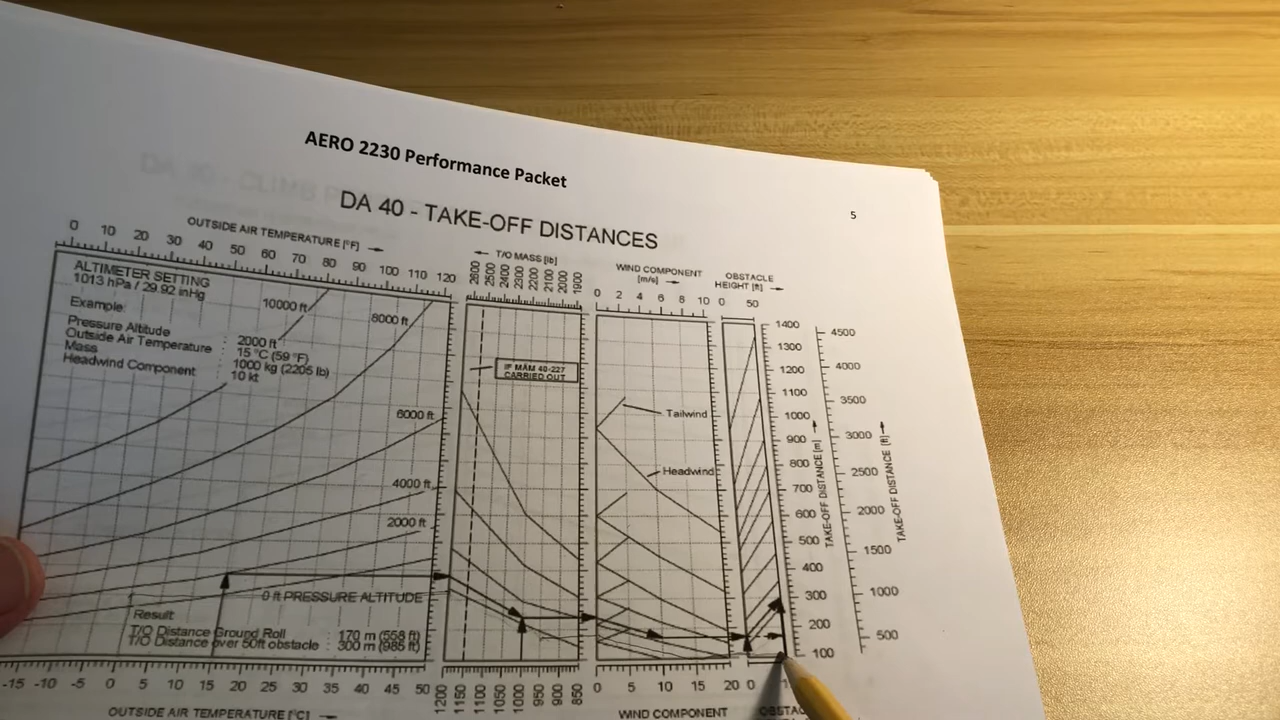 AERO 2230 Performance Packet
5
DA 40 - TAKE-OFF DISTANCES
OUTSIDE AIR TEMPERATURE [°F]
0 10 20 30 40 50 60 70 80 90 100 110 120
T/O MASS [lb]
2600 2500 2400 2300 2200 2100 2000 1900
WIND COMPONENT
[m/s]
0 2 4 6 8 10
OBSTACLE
HEIGHT [ft]
0 50
ALTIMETER SETTING
1013 hPa / 29.92 inHg
Example:
Pressure Altitude : 2000 ft
Outside Air Temperature : 15 °C (59 °F)
Mass : 1000 kg (2205 lb)
Headwind Component : 10 kt
10000 ft
8000 ft
6000 ft
4000 ft
2000 ft
0 ft PRESSURE ALTITUDE
Result
T/O Distance Ground Roll : 170 m (558 ft)
T/O Distance over 50ft obstacle : 300 m (985 ft)
IF MÄM 40-227
CARRIED OUT
Tailwind
Headwind
1400
1300
1200
1100
1000
900
800
700
600
500
400
300
200
100
TAKE-OFF DISTANCE [m]
4500
4000
3500
3000
2500
2000
1500
1000
500
TAKE-OFF DISTANCE [ft]
-15 -10 -5 0 5 10 15 20 25 30 35 40 45 50
1200 1150 1100 1050 1000 950 900 850
0 5 10 15 20
0
OUTSIDE AIR TEMPERATURE [°C]
WIND COMPONENT